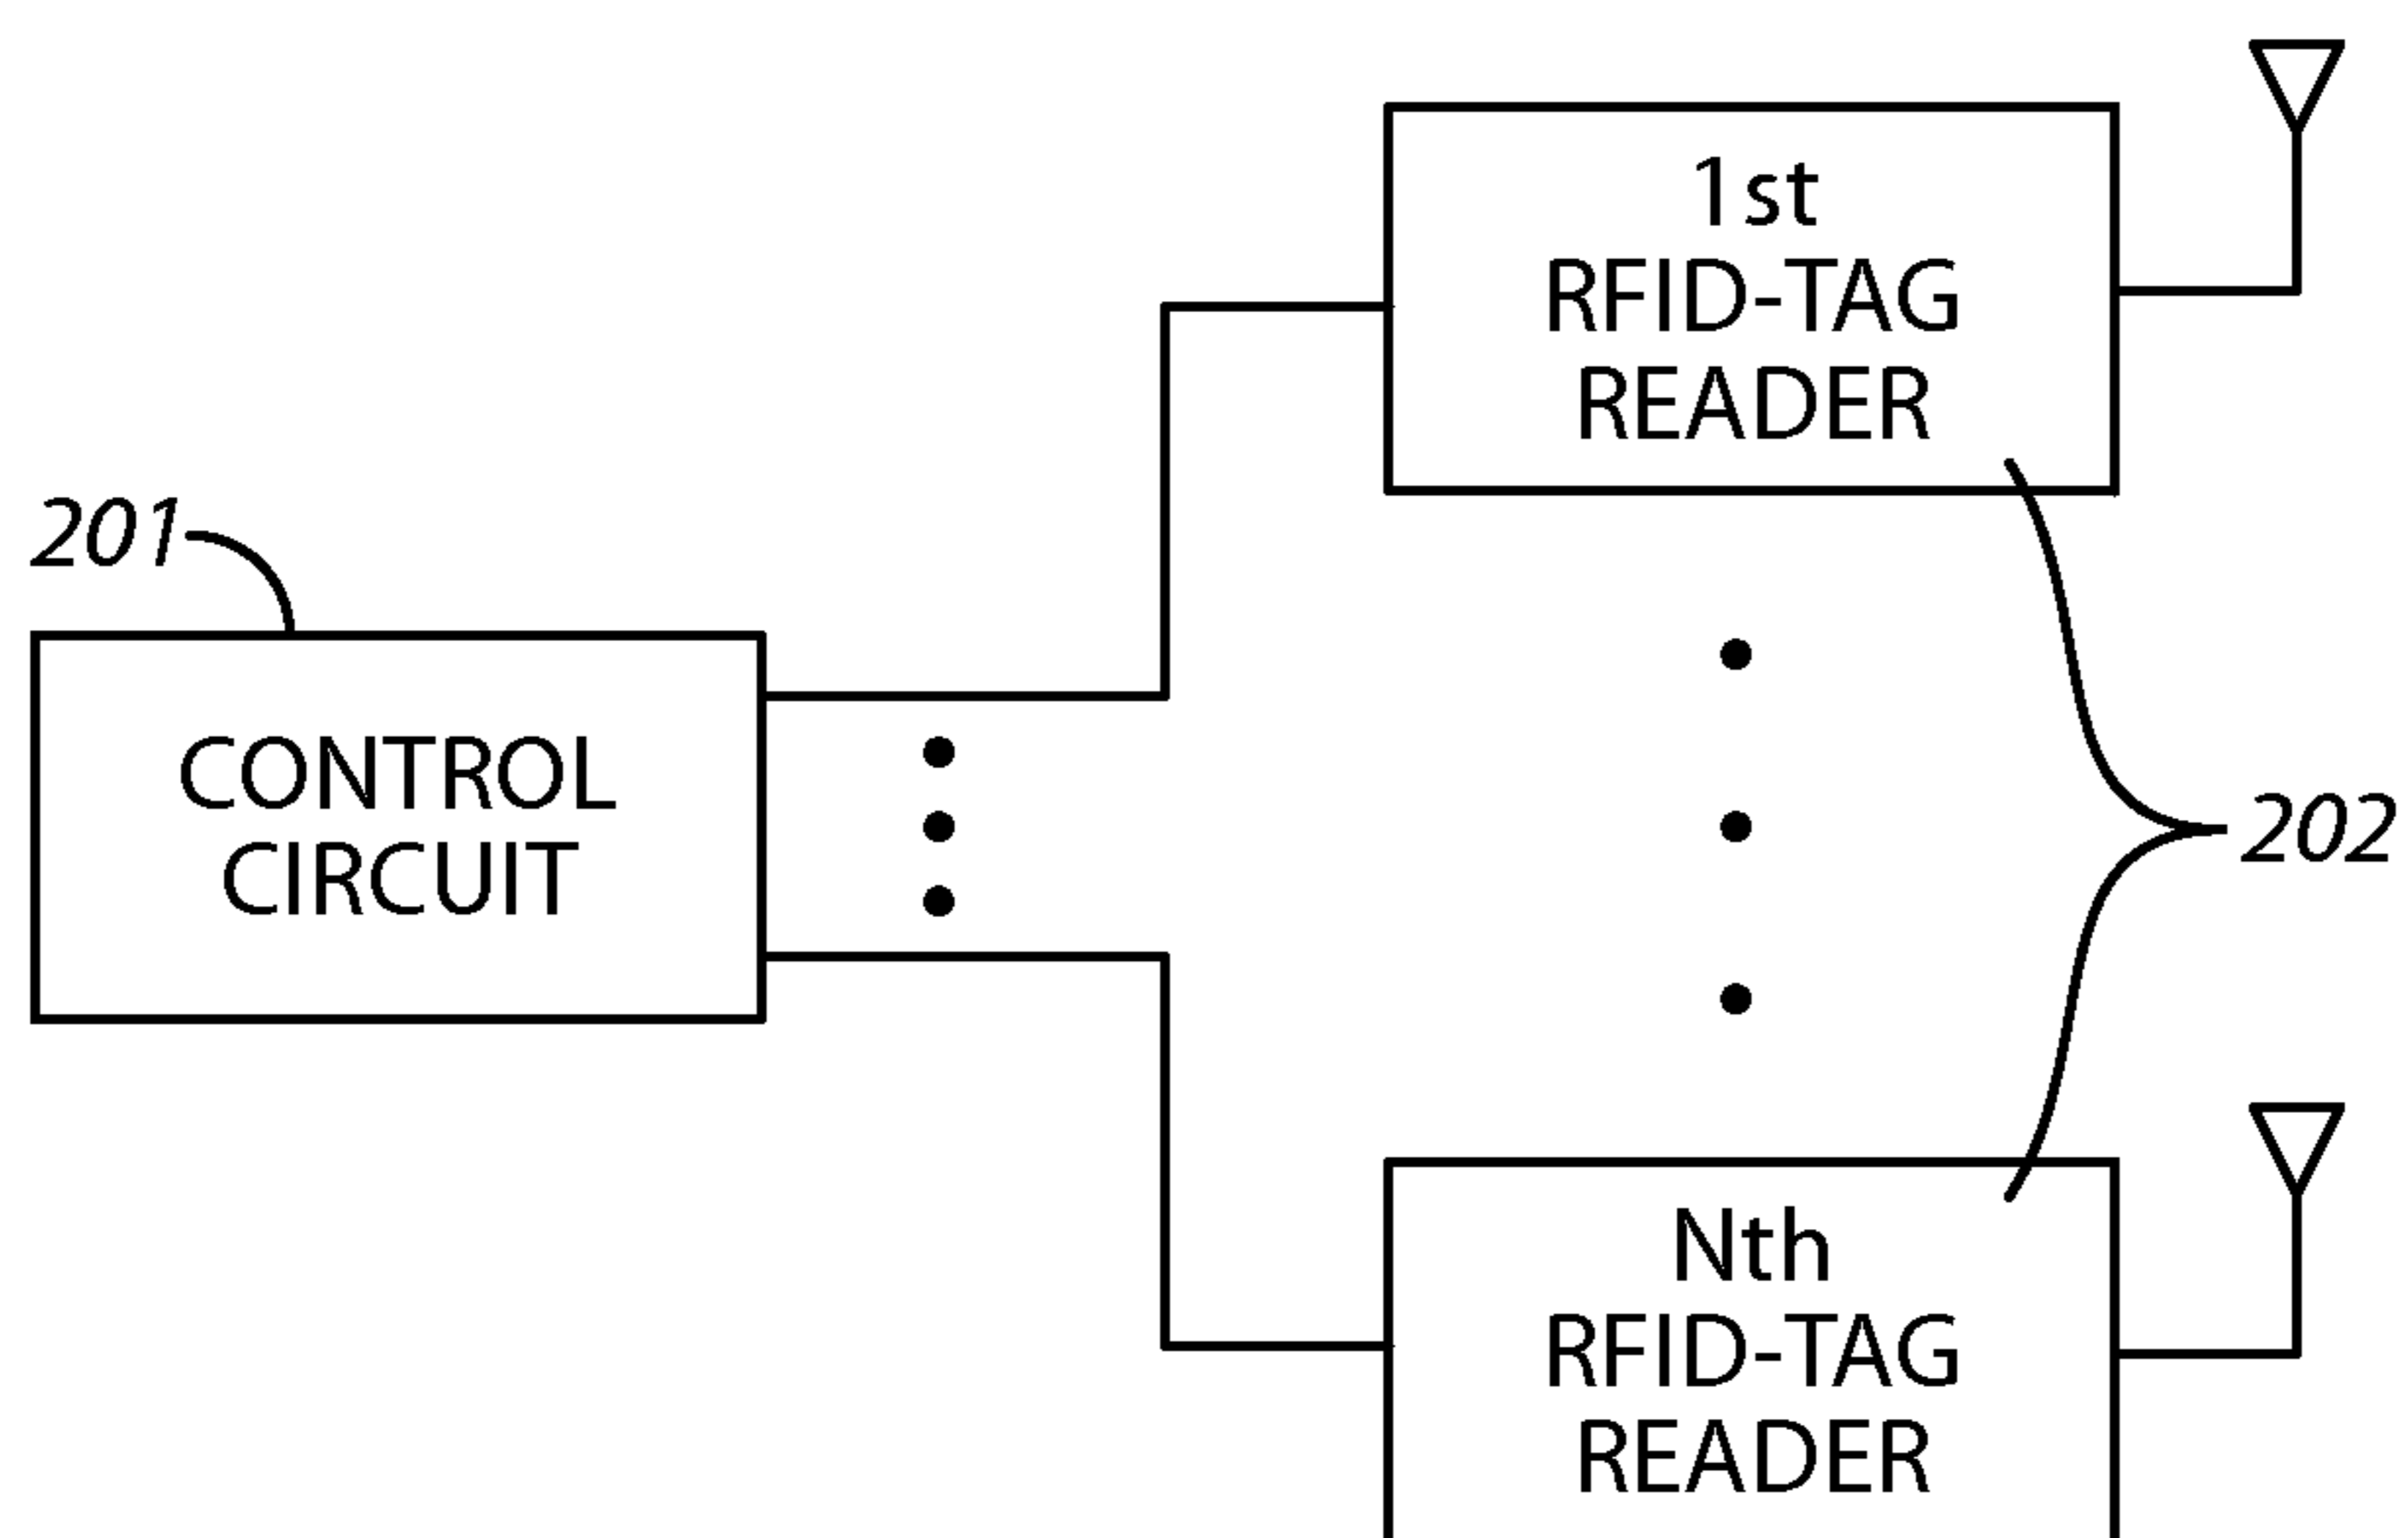 1st
RFID-TAG
READER
201
CONTROL
CIRCUIT
202
Nth
RFID-TAG
READER